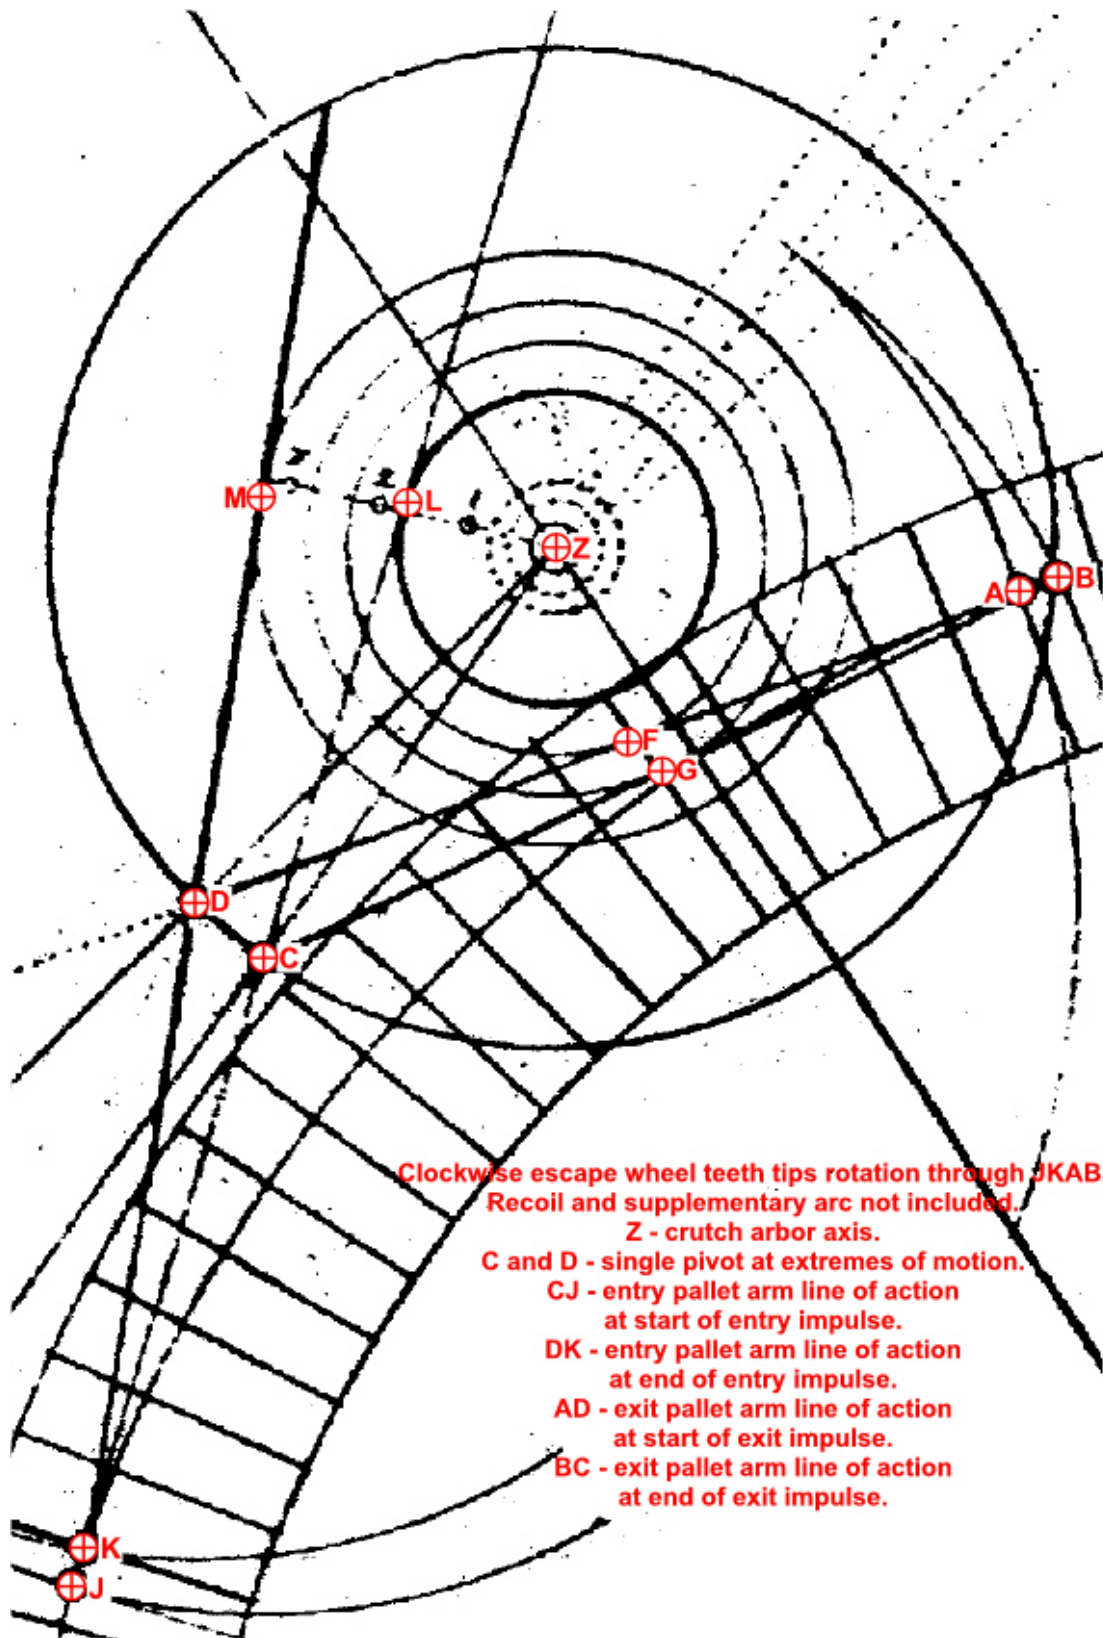 M
L
Z
A
B
F
G
D
C
Clockwise escape wheel teeth tips rotation through JKAB.
Recoil and supplementary arc not included.
Z - crutch arbor axis.
C and D - single pivot at extremes of motion.
CJ - entry pallet arm line of action
at start of entry impulse.
DK - entry pallet arm line of action
at end of entry impulse.
AD - exit pallet arm line of action
at start of exit impulse.
BC - exit pallet arm line of action
at end of exit impulse.
K
J